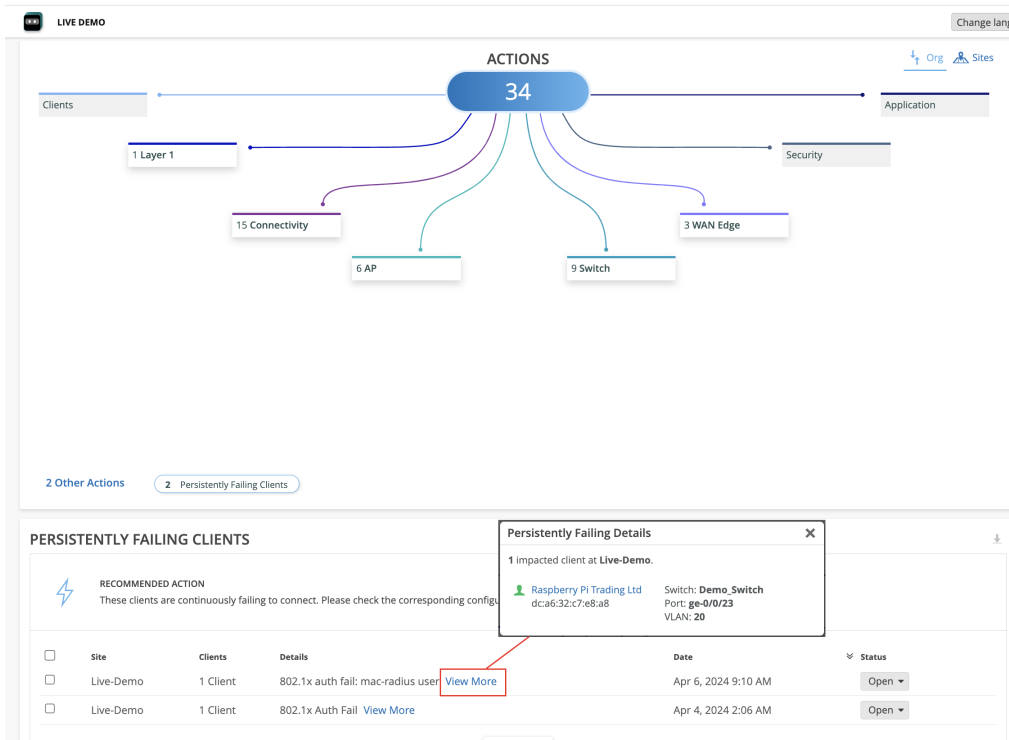 LIVE DEMO
Change lang
ACTIONS
34
Org
Sites
Clients
Application
1 Layer 1
Security
15 Connectivity
3 WAN Edge
6 AP
9 Switch
2 Other Actions
2 Persistently Failing Clients
PERSISTENTLY FAILING CLIENTS
Persistently Failing Details
1 impacted client at Live-Demo.
Raspberry Pi Trading Ltd
dc:a6:32:c7:e8:a8
Switch: Demo_Switch
Port: ge-0/0/23
VLAN: 20
RECOMMENDED ACTION
These clients are continuously failing to connect. Please check the corresponding configu
Site Clients Details Date Status
Live-Demo 1 Client 802.1x auth fail: mac-radius user View More Apr 6, 2024 9:10 AM Open
Live-Demo 1 Client 802.1x Auth Fail View More Apr 4, 2024 2:06 AM Open